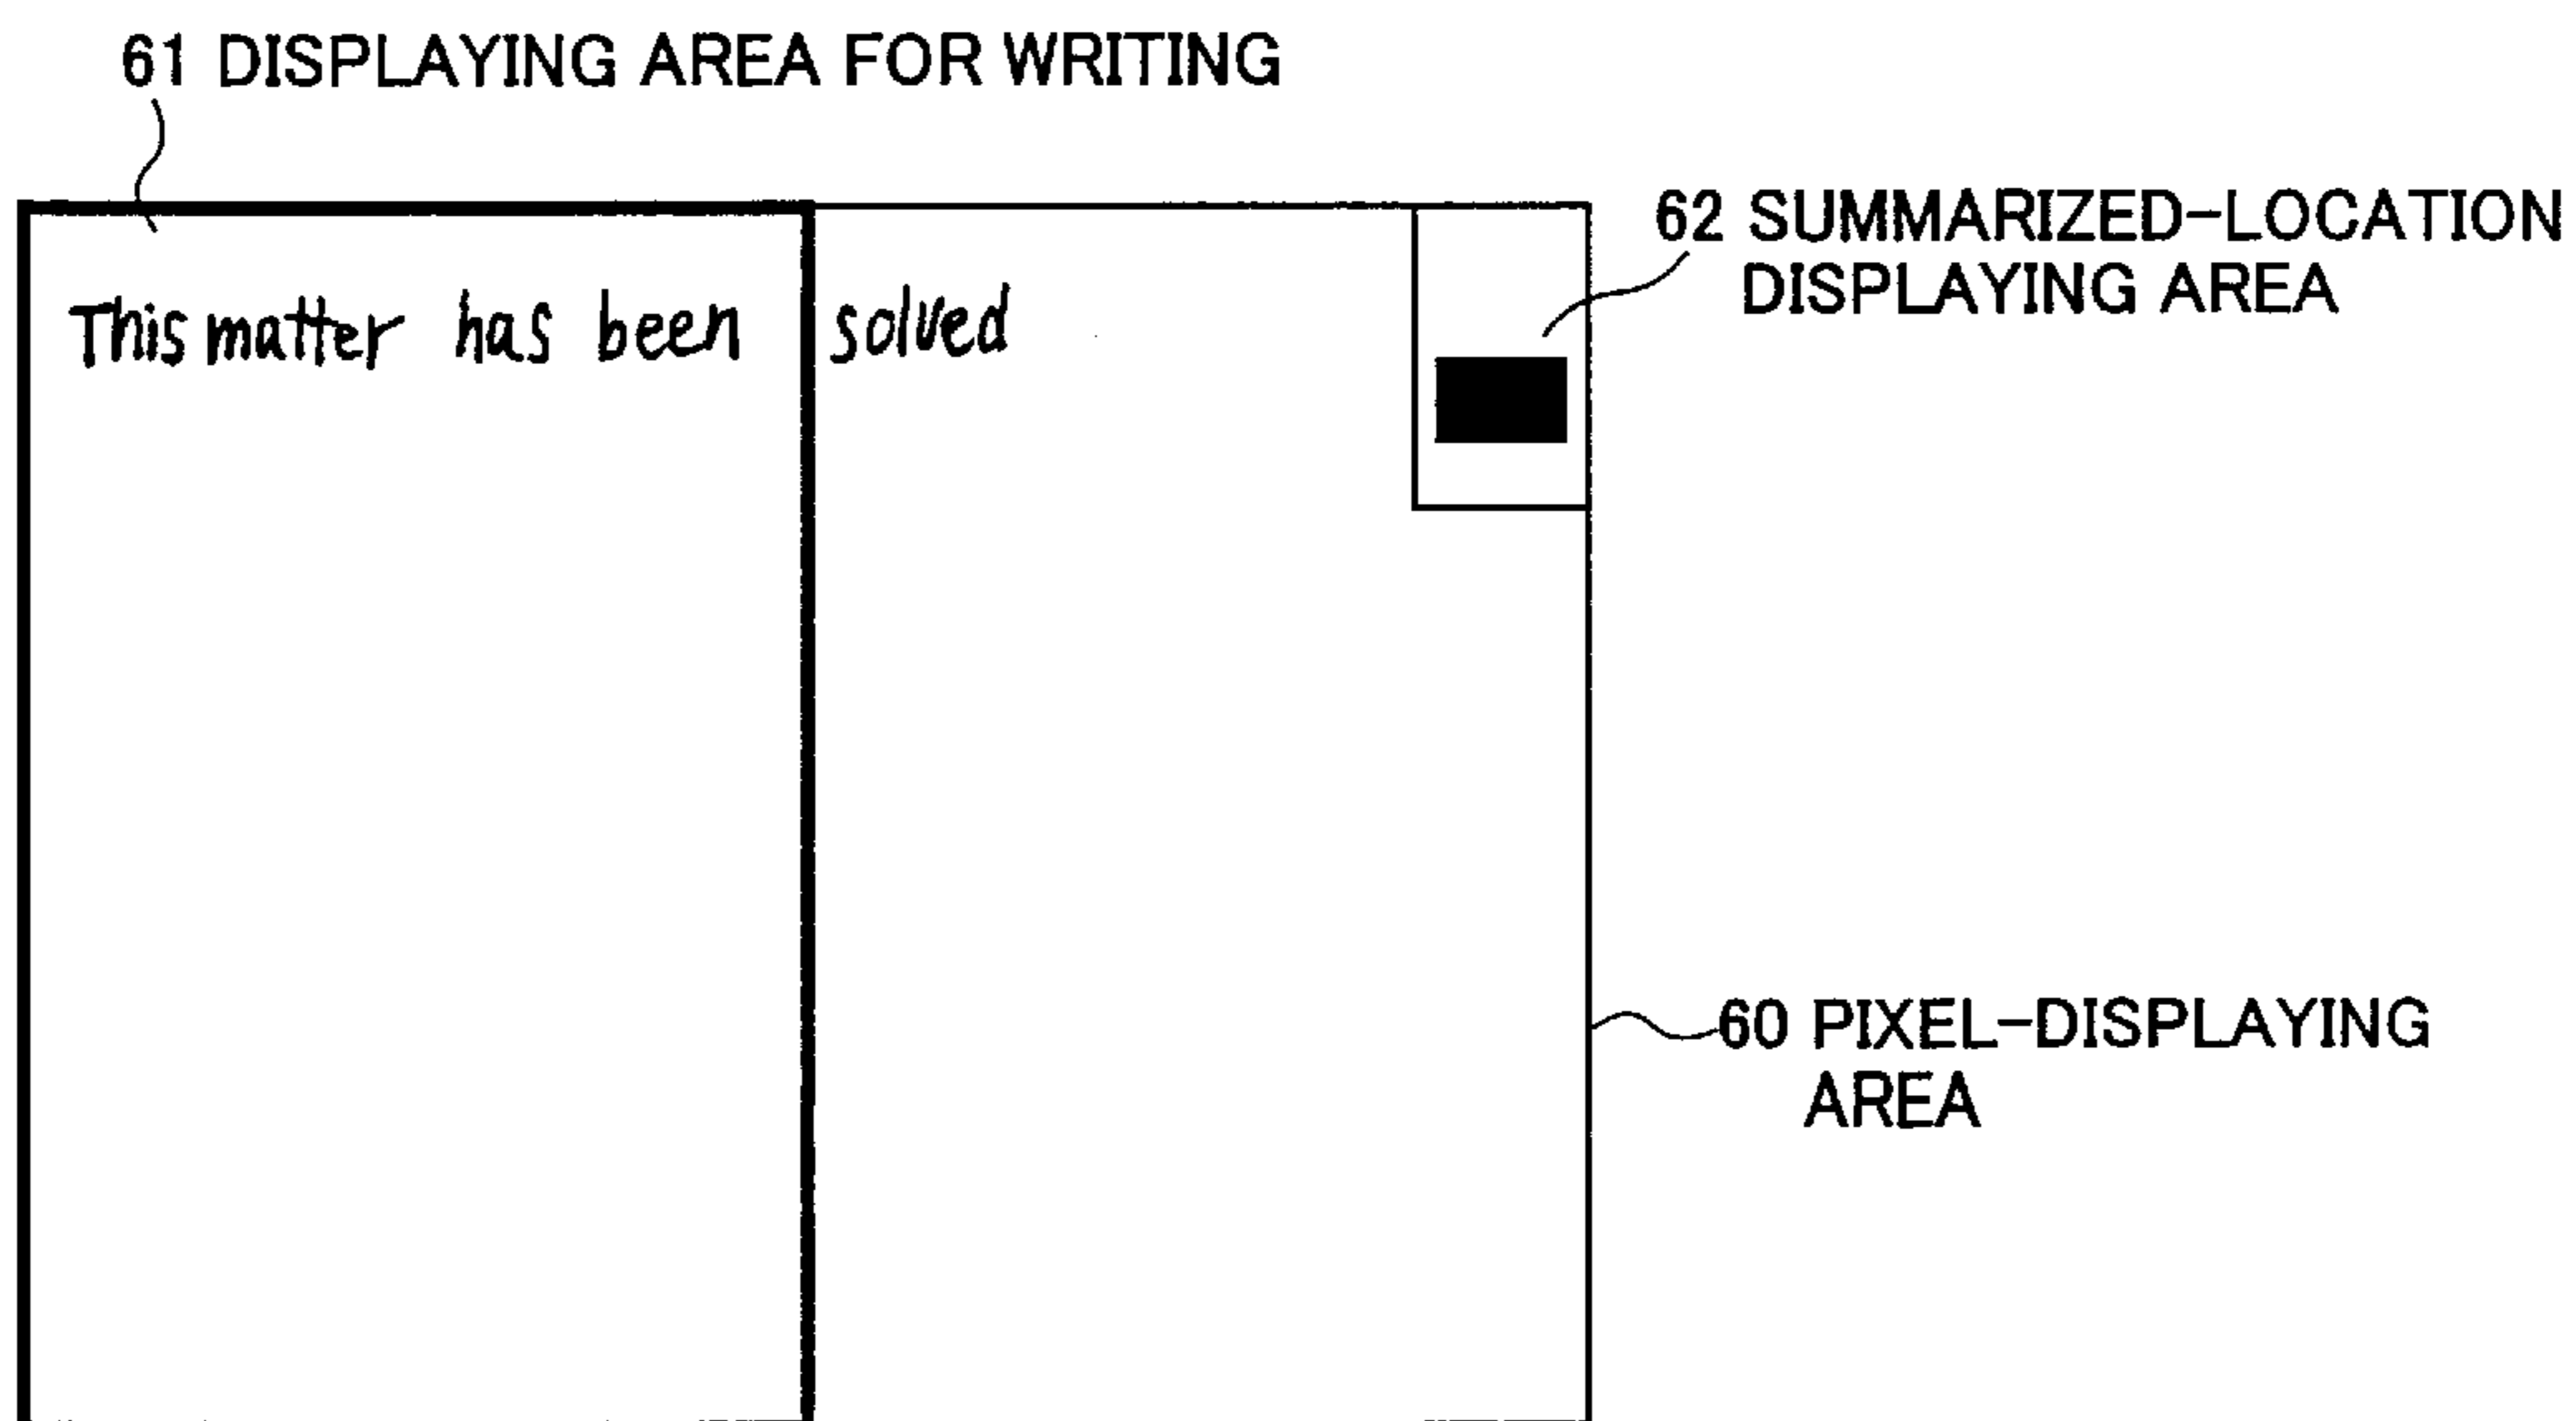 61 DISPLAYING AREA FOR WRITING
62 SUMMARIZED-LOCATION
DISPLAYING AREA
This matter has been solved
60 PIXEL-DISPLAYING
AREA